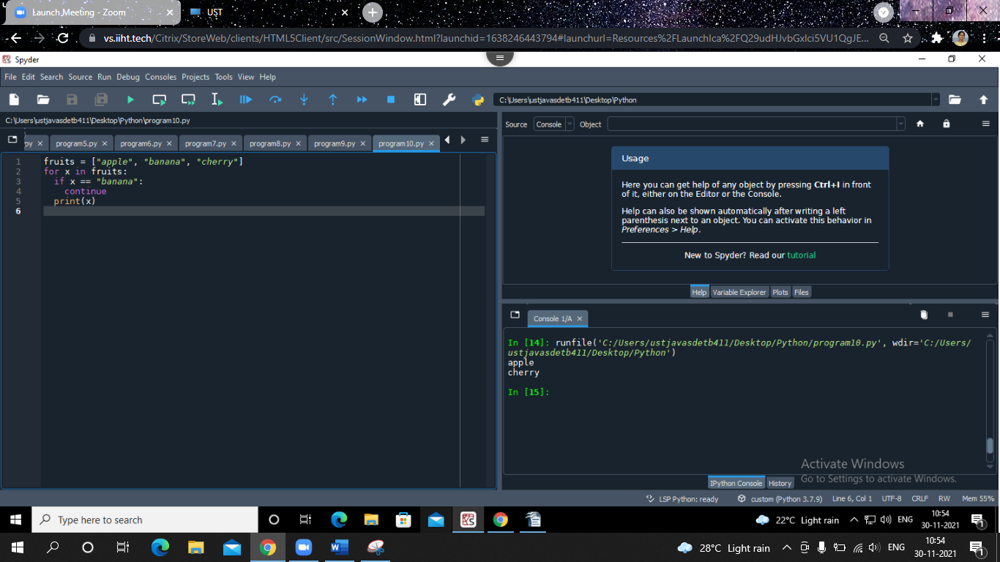 Launch Meeting - Zoom
UST
vs.iiht.tech/Citrix/StoreWeb/clients/HTML5Client/src/SessionWindow.html?launchid=1638246443794#launchurl=Resources%2FLaunchIca%2FQ29udHJvbGxlci5VU1QgJE...
Spyder
File Edit Search Source Run Debug Consoles Projects Tools View Help
C:\Users\ustjavasdetb411\Desktop\Python
C:\Users\ustjavasdetb411\Desktop\Python\program10.py
py program5.py program6.py program7.py program8.py program9.py program10.py
1 fruits = ["apple", "banana", "cherry"]
2 for x in fruits:
3 if x == "banana":
4 continue
5 print(x)
6
Source Console Object
Usage
Here you can get help of any object by pressing Ctrl+I in front
of it, either on the Editor or the Console.
Help can also be shown automatically after writing a left
parenthesis next to an object. You can activate this behavior in
Preferences > Help.
New to Spyder? Read our tutorial
Help Variable Explorer Plots Files
Console 1/A
In [14]: runfile('C:/Users/ustjavasdetb411/Desktop/Python/program10.py', wdir='C:/Users/
ustjavasdetb411/Desktop/Python')
apple
cherry
In [15]:
Activate Windows
Go to Settings to activate Windows.
IPython Console History
LSP Python: ready custom (Python 3.7.9) Line 6, Col 1 UTF-8 CRLF RW Mem 55%
Type here to search
22°C Light rain ENG
10:54
30-11-2021
1
28°C Light rain ENG
10:54
30-11-2021
1